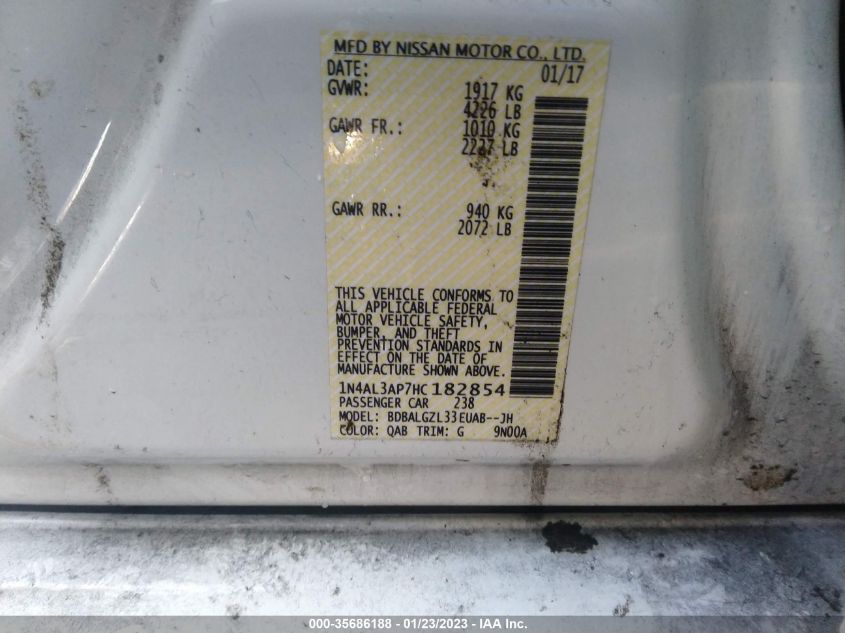 MFD BY NISSAN MOTOR CO., LTD.
DATE: 01/17
GVWR: 1917 KG
4226 LB
GAWR FR.: 1010 KG
2227 LB
GAWR RR.: 940 KG
2072 LB
THIS VEHICLE CONFORMS TO
ALL APPLICABLE FEDERAL
MOTOR VEHICLE SAFETY,
BUMPER, AND THEFT
PREVENTION STANDARDS IN
EFFECT ON THE DATE OF
MANUFACTURE SHOWN ABOVE.
1N4AL3AP7HC182854
PASSENGER CAR 238
MODEL: BDBALGZL33EUAB--JH
COLOR: QAB TRIM: G 9N00A
000-35686188 - 01/23/2023 - IAA Inc.